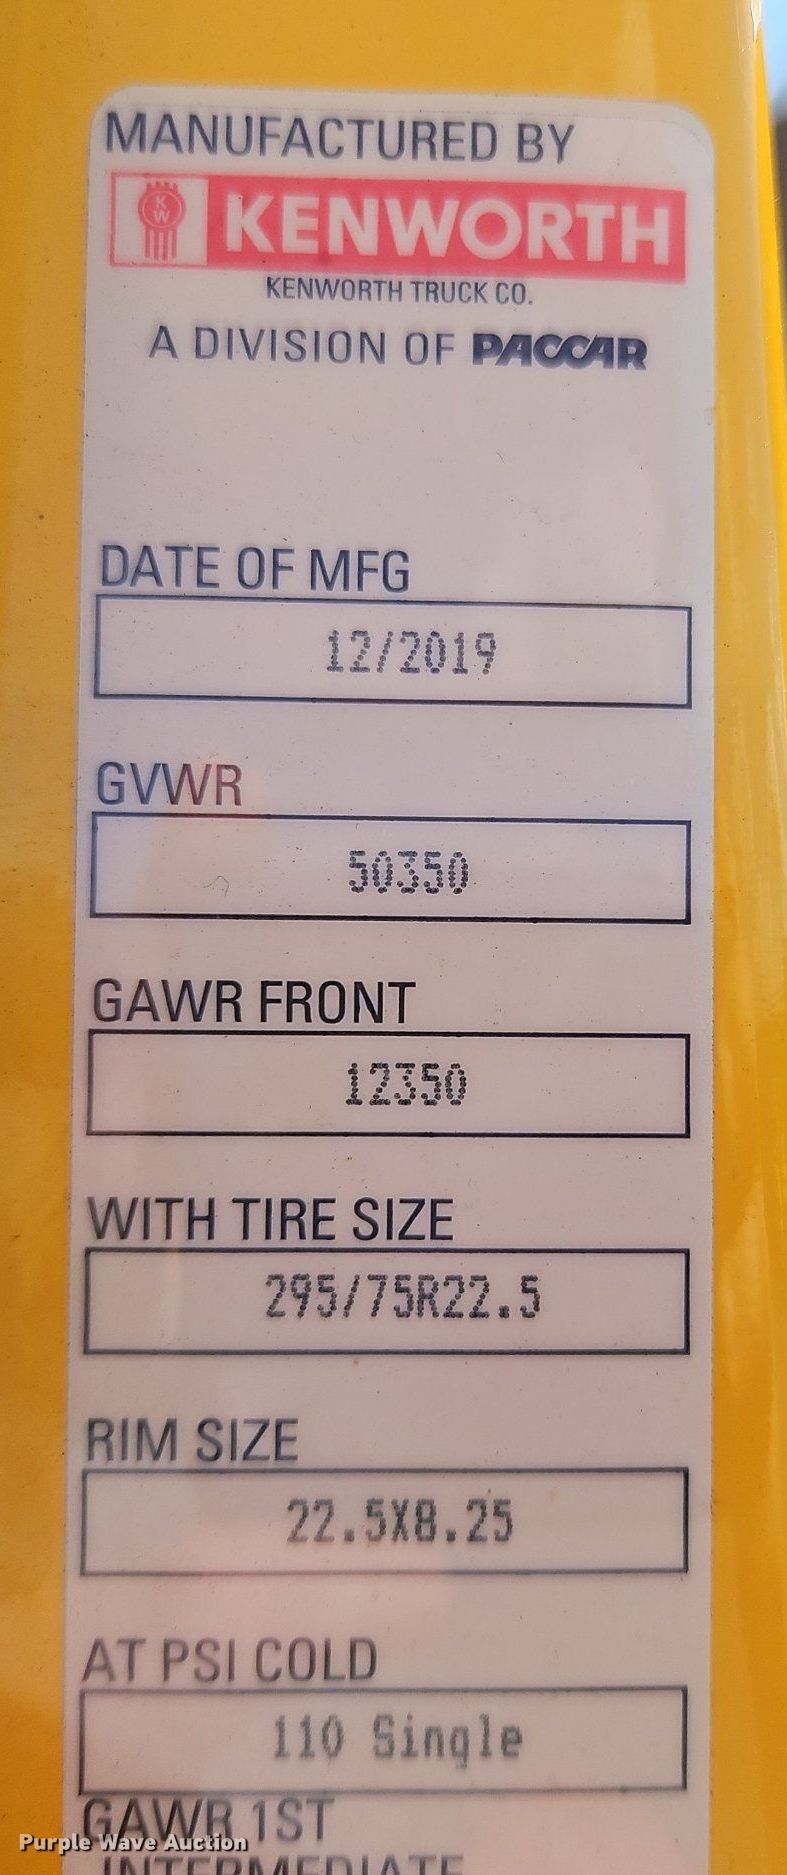 MANUFACTURED BY
KW KENWORTH
KENWORTH TRUCK CO.
A DIVISION OF PACCAR
DATE OF MFG
12/2019
GVWR
50350
GAWR FRONT
12350
WITH TIRE SIZE
295/75R22.5
RIM SIZE
22.5X8.25
AT PSI COLD
110 Single
GAWR 1ST
Purple Wave Auction
INTERMEDIATE